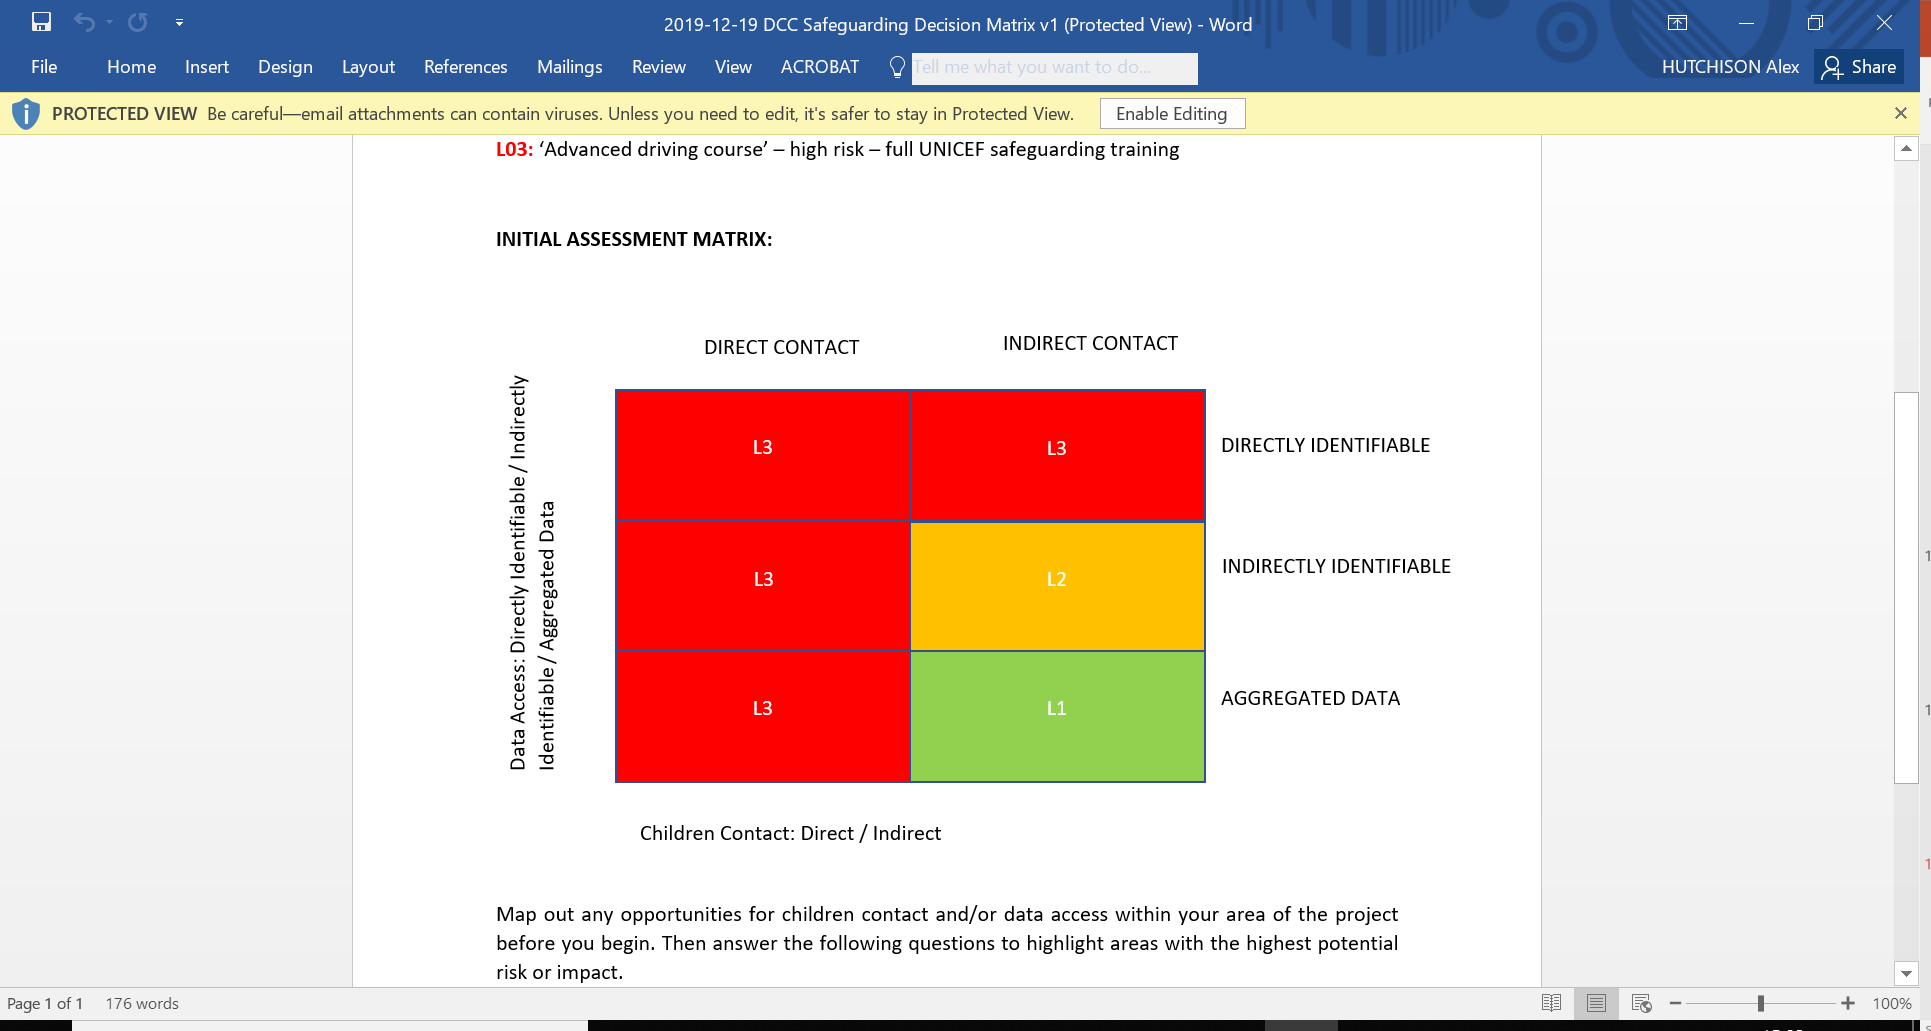 2019-12-19 DCC Safeguarding Decision Matrix v1 (Protected View) - Word
File Home Insert Design Layout References Mailings Review View ACROBAT Tell me what you want to do... HUTCHISON Alex Share
PROTECTED VIEW Be careful—email attachments can contain viruses. Unless you need to edit, it's safer to stay in Protected View. Enable Editing
L03: ‘Advanced driving course’ – high risk – full UNICEF safeguarding training
INITIAL ASSESSMENT MATRIX:
DIRECT CONTACT INDIRECT CONTACT
Data Access: Directly Identifiable / Indirectly
Identifiable / Aggregated Data
L3 L3 DIRECTLY IDENTIFIABLE
L3 L2 INDIRECTLY IDENTIFIABLE
L3 L1 AGGREGATED DATA
Children Contact: Direct / Indirect
Map out any opportunities for children contact and/or data access within your area of the project
before you begin. Then answer the following questions to highlight areas with the highest potential
risk or impact.
Page 1 of 1 176 words 100%